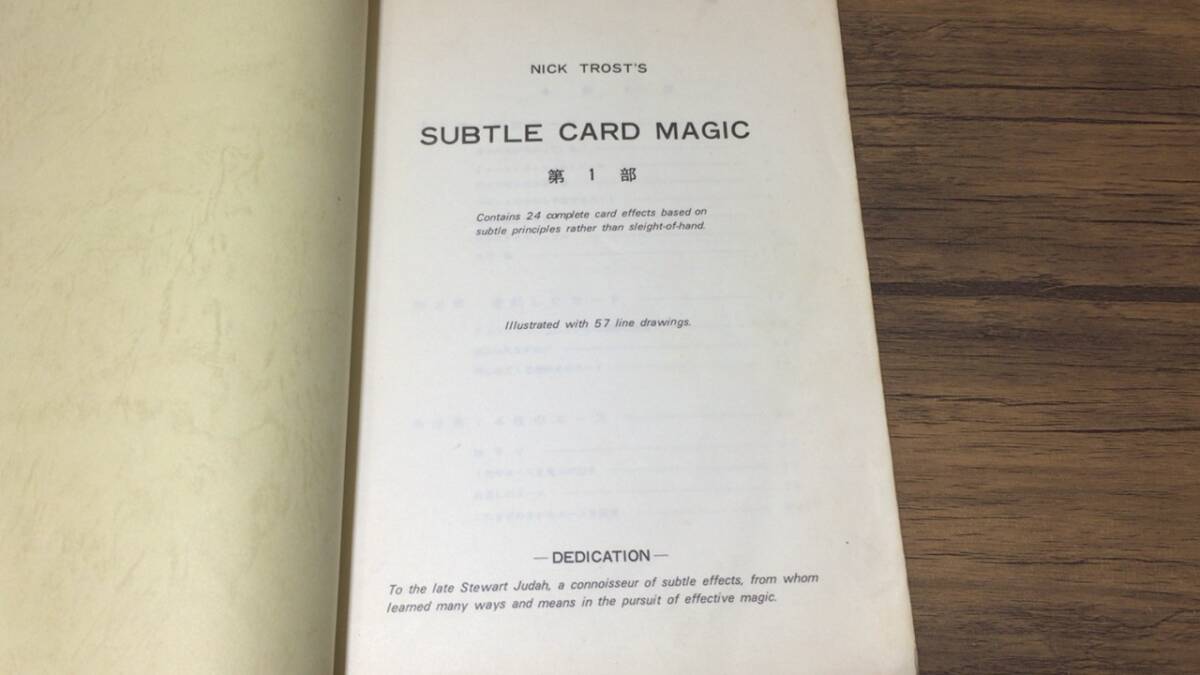 NICK TROST'S
SUBTLE CARD MAGIC
第 1 部
Contains 24 complete card effects based on
subtle principles rather than sleight-of-hand.
Illustrated with 57 line drawings.
— DEDICATION —
To the late Stewart Judah, a connoisseur of subtle effects, from whom
learned many ways and means in the pursuit of effective magic.